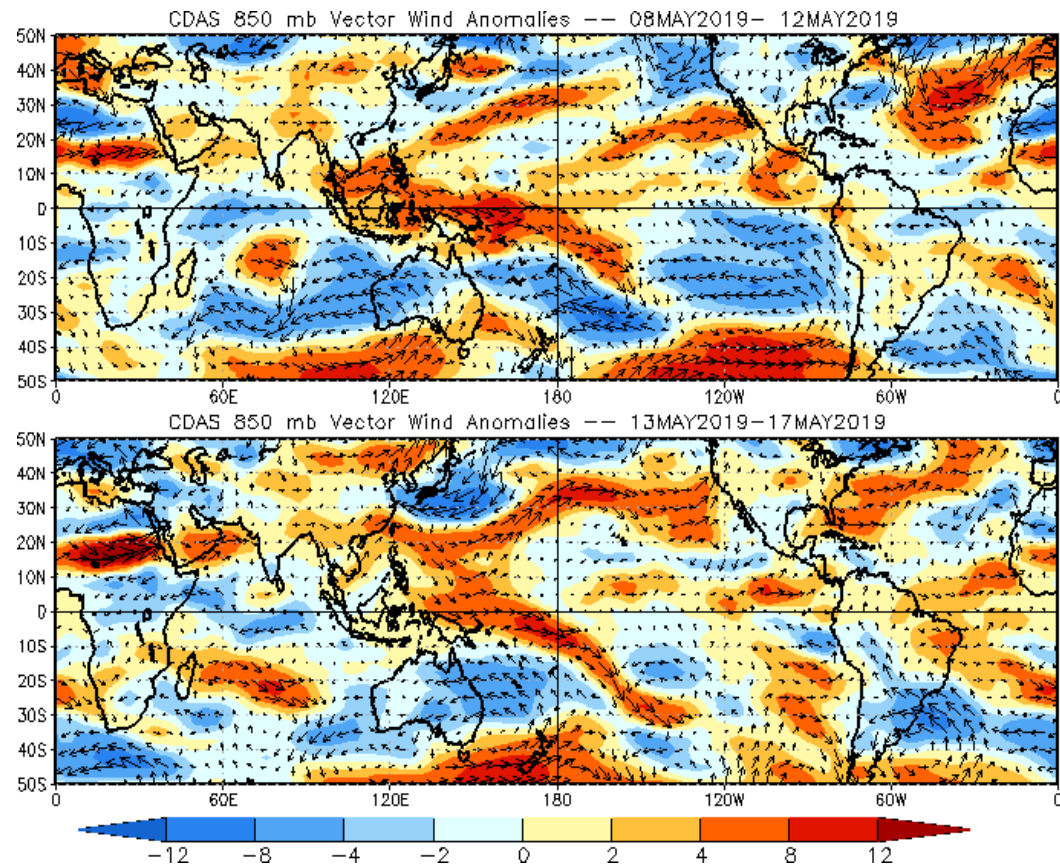 CDAS 850 mb Vector Wind Anomalies -- 08MAY2019- 12MAY2019
50N
40N
30N
20N
10N
0
10S
20S
30S
40S
50S
0 60E 120E 180 120W 60W 0
CDAS 850 mb Vector Wind Anomalies -- 13MAY2019-17MAY2019
50N
40N
30N
20N
10N
0
10S
20S
30S
40S
50S
0 60E 120E 180 120W 60W 0
-12 -8 -4 -2 0 2 4 8 12